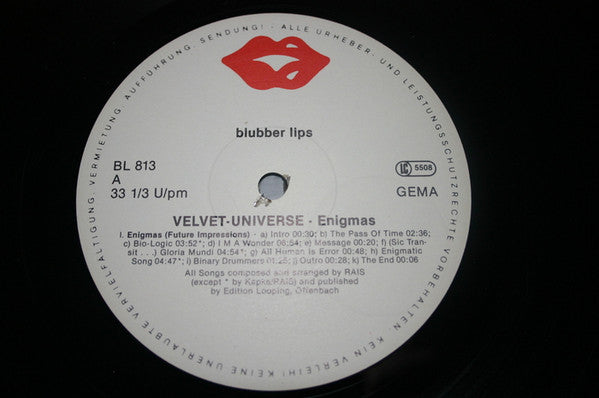 ALLE URHEBER- UND LEISTUNGSSCHUTZRECHTE VORBEHALTEN. KEIN VERLEIH! KEINE UNERLAUBTE VERVIELFÄLTIGUNG, VERMIETUNG, AUFFÜHRUNG, SENDUNG! -
blubber lips
BL 813
A
33 1/3 U/pm
LC 5508
GEMA
VELVET-UNIVERSE - Enigmas
I. Enigmas (Future Impressions) - a) Intro 00:30; b) The Pass Of Time 02:36;
c) Bio-Logic 03:52*; d) I M A Wander 06:54; e) Message 00:20; f) (Sic Tran-
sit . . .) Gloria Mundi 04:54*; g) All Human Is Error 00:48; h) Enigmatic
Song 04:47*; i) Binary Drummers 01:25; j) Outro 00:28; k) The End 00:06
All Songs composed and arranged by RAIS
(except * by Kapke/RAIS) and published
by Edition Looping, Offenbach